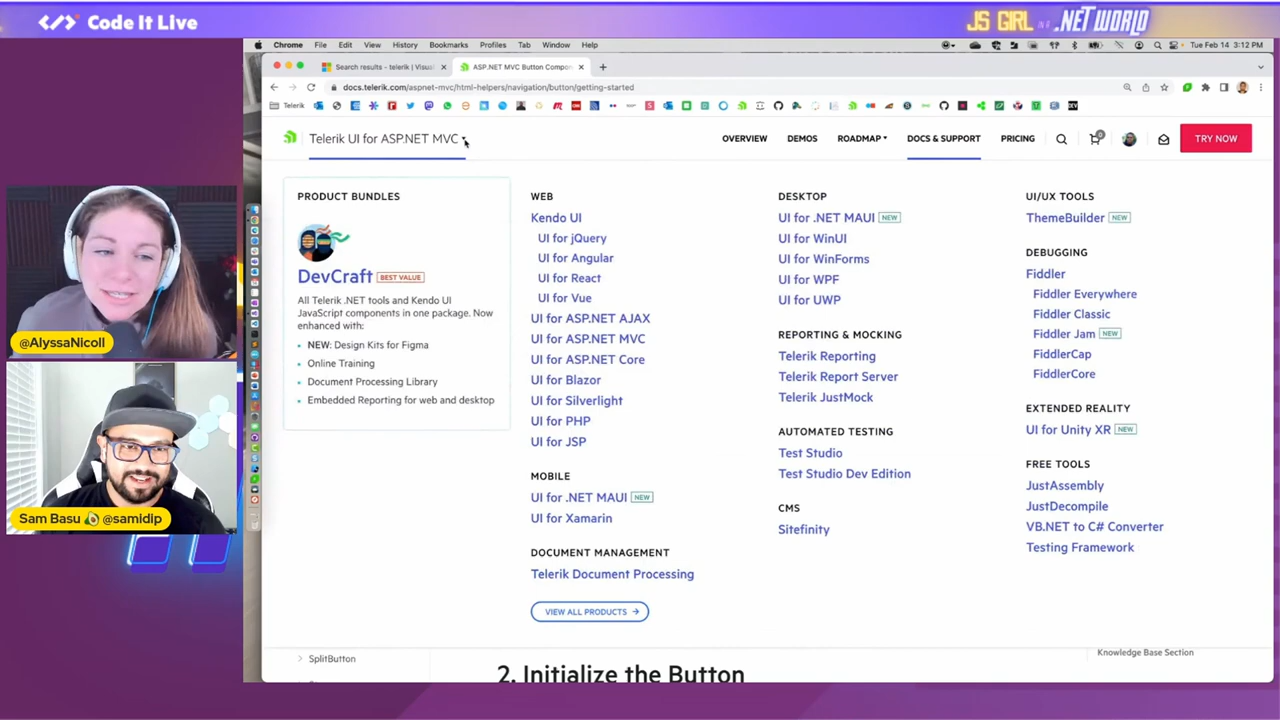 Code It Live
JS GIRL IN A .NET WORLD
Chrome File Edit View History Bookmarks Profiles Tab Window Help
Tue Feb 14 3:12 PM
Search results – telerik | Visual
ASP.NET MVC Button Compo
docs.telerik.com/aspnet-mvc/html-helpers/navigation/button/getting-started
Telerik
Telerik UI for ASP.NET MVC
OVERVIEW
DEMOS
ROADMAP
DOCS & SUPPORT
PRICING
0
TRY NOW
PRODUCT BUNDLES
DevCraft BEST VALUE
All Telerik .NET tools and Kendo UI
JavaScript components in one package. Now
enhanced with:
NEW: Design Kits for Figma
Online Training
Document Processing Library
Embedded Reporting for web and desktop
WEB
Kendo UI
UI for jQuery
UI for Angular
UI for React
UI for Vue
UI for ASP.NET AJAX
UI for ASP.NET MVC
UI for ASP.NET Core
UI for Blazor
UI for Silverlight
UI for PHP
UI for JSP
MOBILE
UI for .NET MAUI NEW
UI for Xamarin
DOCUMENT MANAGEMENT
Telerik Document Processing
VIEW ALL PRODUCTS
DESKTOP
UI for .NET MAUI NEW
UI for WinUI
UI for WinForms
UI for WPF
UI for UWP
REPORTING & MOCKING
Telerik Reporting
Telerik Report Server
Telerik JustMock
AUTOMATED TESTING
Test Studio
Test Studio Dev Edition
CMS
Sitefinity
UI/UX TOOLS
ThemeBuilder NEW
DEBUGGING
Fiddler
Fiddler Everywhere
Fiddler Classic
Fiddler Jam NEW
FiddlerCap
FiddlerCore
EXTENDED REALITY
UI for Unity XR NEW
FREE TOOLS
JustAssembly
JustDecompile
VB.NET to C# Converter
Testing Framework
SplitButton
2. Initialize the Button
Knowledge Base Section
@AlyssaNicoll
Sam Basu 🥑 @samidip